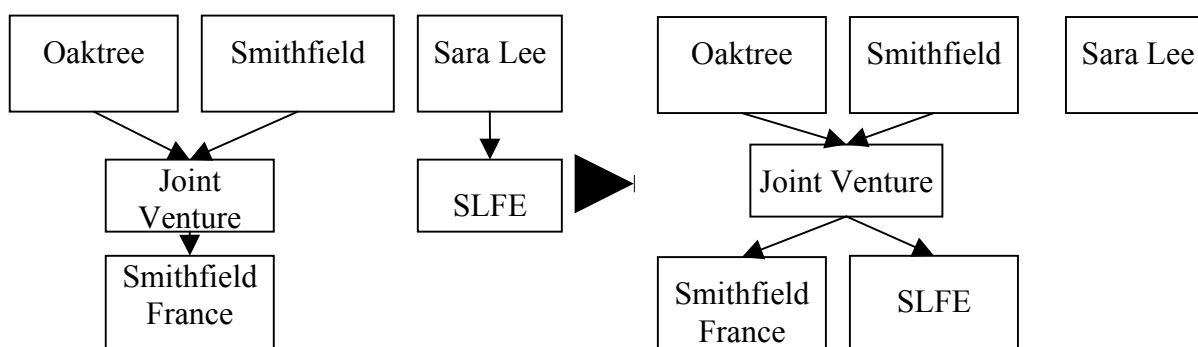 Oaktree
Smithfield
Sara Lee
Joint
Venture
SLFE
Smithfield
France
Oaktree
Smithfield
Sara Lee
Joint Venture
Smithfield
France
SLFE